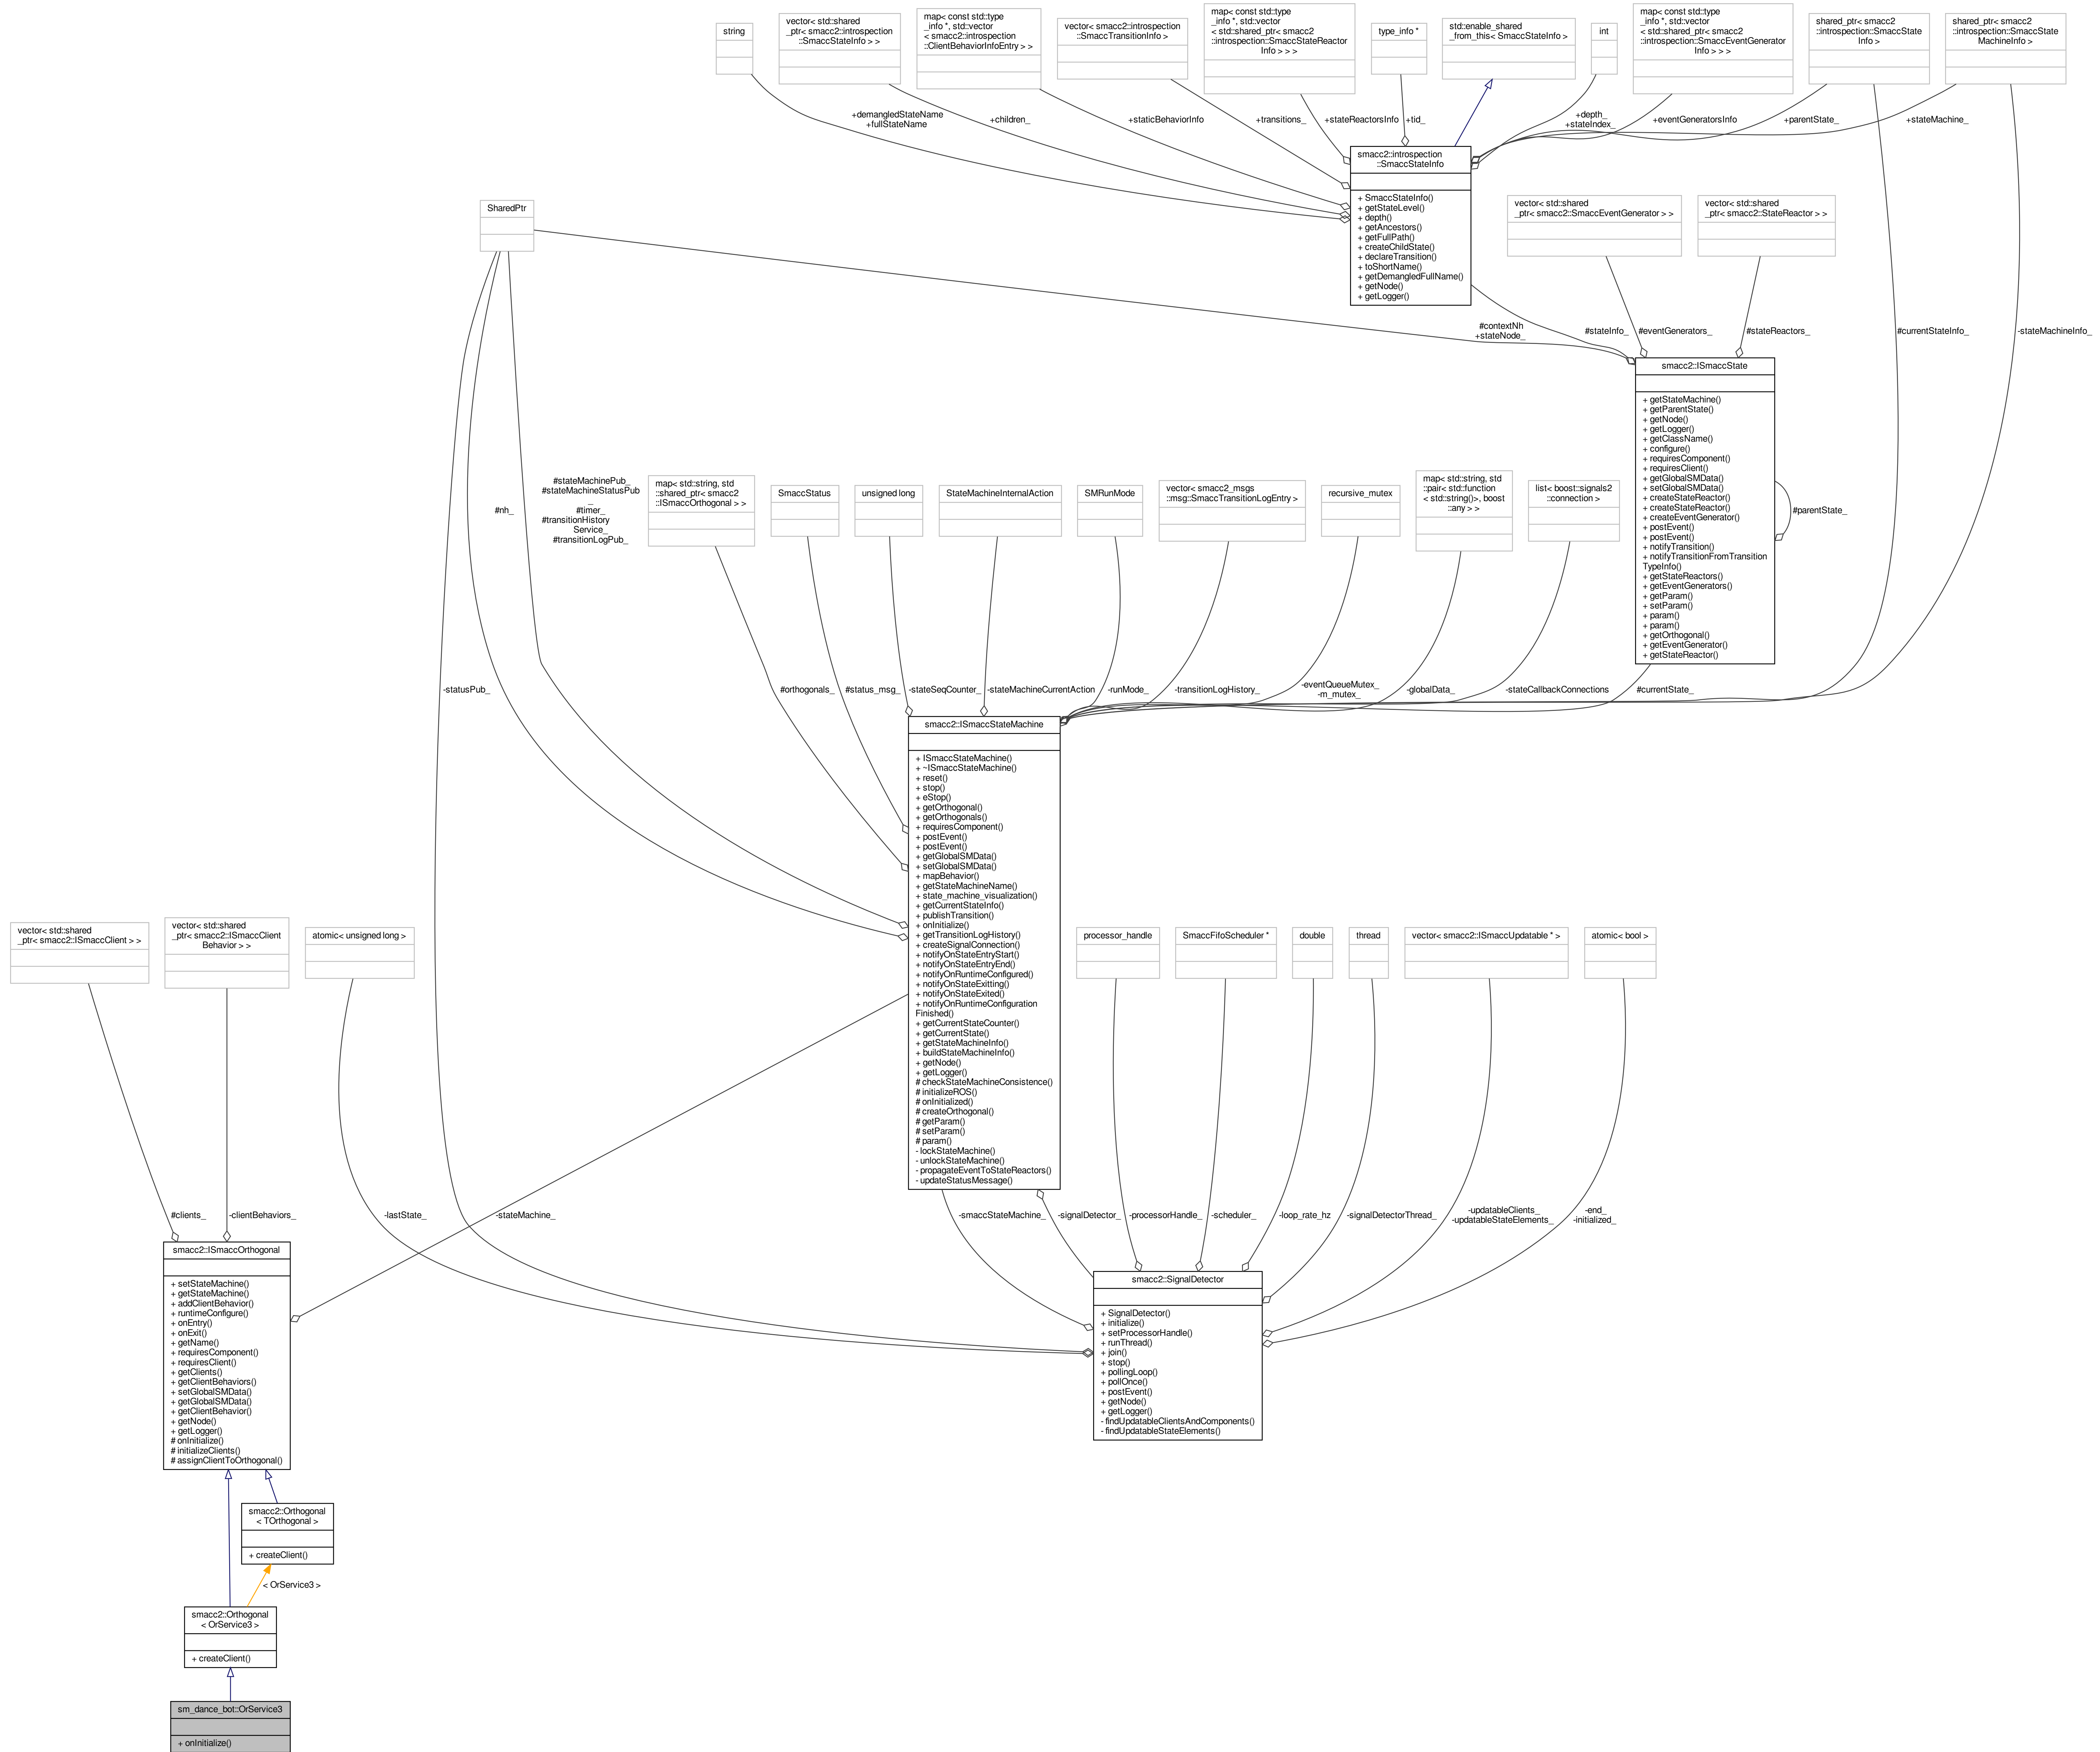 string
vector< std::shared
_ptr< smacc2::introspection
::SmaccStateInfo > >
map< const std::type
_info *, std::vector
< smacc2::introspection
::ClientBehaviorInfoEntry > >
vector< smacc2::introspection
::SmaccTransitionInfo >
map< const std::type
_info *, std::vector
< std::shared_ptr< smacc2
::introspection::SmaccStateReactor
Info > > >
type_info *
std::enable_shared
_from_this< SmaccStateInfo >
int
map< const std::type
_info *, std::vector
< std::shared_ptr< smacc2
::introspection::SmaccEventGenerator
Info > > >
shared_ptr< smacc2
::introspection::SmaccState
Info >
shared_ptr< smacc2
::introspection::SmaccState
MachineInfo >
+demangledStateName
+fullStateName
+children_
+staticBehaviorInfo
+transitions_
+stateReactorsInfo
+tid_
+depth_
+stateIndex_
+eventGeneratorsInfo
+parentState_
+stateMachine_
smacc2::introspection
::SmaccStateInfo
+ SmaccStateInfo()
+ getStateLevel()
+ depth()
+ getAncestors()
+ getFullPath()
+ createChildState()
+ declareTransition()
+ toShortName()
+ getDemangledFullName()
+ getNode()
+ getLogger()
SharedPtr
vector< std::shared
_ptr< smacc2::SmaccEventGenerator > >
vector< std::shared
_ptr< smacc2::StateReactor > >
#contextNh
+stateNode_
#stateInfo_
#eventGenerators_
#stateReactors_
#currentStateInfo_
-stateMachineInfo_
smacc2::ISmaccState
+ getStateMachine()
+ getParentState()
+ getNode()
+ getLogger()
+ getClassName()
+ configure()
+ requiresComponent()
+ requiresClient()
+ getGlobalSMData()
+ setGlobalSMData()
+ createStateReactor()
+ createStateReactor()
+ createEventGenerator()
+ postEvent()
+ postEvent()
+ notifyTransition()
+ notifyTransitionFromTransition
TypeInfo()
+ getStateReactors()
+ getEventGenerators()
+ getParam()
+ setParam()
+ param()
+ param()
+ getOrthogonal()
+ getEventGenerator()
+ getStateReactor()
#parentState_
#nh_
#stateMachinePub_
#stateMachineStatusPub
_
#timer_
#transitionHistory
Service_
#transitionLogPub_
map< std::string, std
::shared_ptr< smacc2
::ISmaccOrthogonal > >
SmaccStatus
unsigned long
StateMachineInternalAction
SMRunMode
vector< smacc2_msgs
::msg::SmaccTransitionLogEntry >
recursive_mutex
map< std::string, std
::pair< std::function
< std::string()>, boost
::any > >
list< boost::signals2
::connection >
-statusPub_
#orthogonals_
#status_msg_
-stateSeqCounter_
-stateMachineCurrentAction
-runMode_
-transitionLogHistory_
-eventQueueMutex_
-m_mutex_
-globalData_
-stateCallbackConnections
#currentState_
smacc2::ISmaccStateMachine
+ ISmaccStateMachine()
+ ~ISmaccStateMachine()
+ reset()
+ stop()
+ eStop()
+ getOrthogonal()
+ getOrthogonals()
+ requiresComponent()
+ postEvent()
+ postEvent()
+ getGlobalSMData()
+ setGlobalSMData()
+ mapBehavior()
+ getStateMachineName()
+ state_machine_visualization()
+ getCurrentStateInfo()
+ publishTransition()
+ onInitialize()
+ getTransitionLogHistory()
+ createSignalConnection()
+ notifyOnStateEntryStart()
+ notifyOnStateEntryEnd()
+ notifyOnRuntimeConfigured()
+ notifyOnStateExitting()
+ notifyOnStateExited()
+ notifyOnRuntimeConfiguration
Finished()
+ getCurrentStateCounter()
+ getCurrentState()
+ getStateMachineInfo()
+ buildStateMachineInfo()
+ getNode()
+ getLogger()
# checkStateMachineConsistence()
# initializeROS()
# onInitialized()
# createOrthogonal()
# getParam()
# setParam()
# param()
- lockStateMachine()
- unlockStateMachine()
- propagateEventToStateReactors()
- updateStatusMessage()
vector< std::shared
_ptr< smacc2::ISmaccClient > >
vector< std::shared
_ptr< smacc2::ISmaccClient
Behavior > >
atomic< unsigned long >
processor_handle
SmaccFifoScheduler *
double
thread
vector< smacc2::ISmaccUpdatable * >
atomic< bool >
#clients_
-clientBehaviors_
-lastState_
-stateMachine_
-smaccStateMachine_
-signalDetector_
-processorHandle_
-scheduler_
-loop_rate_hz
-signalDetectorThread_
-updatableClients_
-updatableStateElements_
-end_
-initialized_
smacc2::ISmaccOrthogonal
+ setStateMachine()
+ getStateMachine()
+ addClientBehavior()
+ runtimeConfigure()
+ onEntry()
+ onExit()
+ getName()
+ requiresComponent()
+ requiresClient()
+ getClients()
+ getClientBehaviors()
+ setGlobalSMData()
+ getGlobalSMData()
+ getClientBehavior()
+ getNode()
+ getLogger()
# onInitialize()
# initializeClients()
# assignClientToOrthogonal()
smacc2::SignalDetector
+ SignalDetector()
+ initialize()
+ setProcessorHandle()
+ runThread()
+ join()
+ stop()
+ pollingLoop()
+ pollOnce()
+ postEvent()
+ getNode()
+ getLogger()
- findUpdatableClientsAndComponents()
- findUpdatableStateElements()
smacc2::Orthogonal
< TOrthogonal >
+ createClient()
< OrService3 >
smacc2::Orthogonal
< OrService3 >
+ createClient()
sm_dance_bot::OrService3
+ onInitialize()